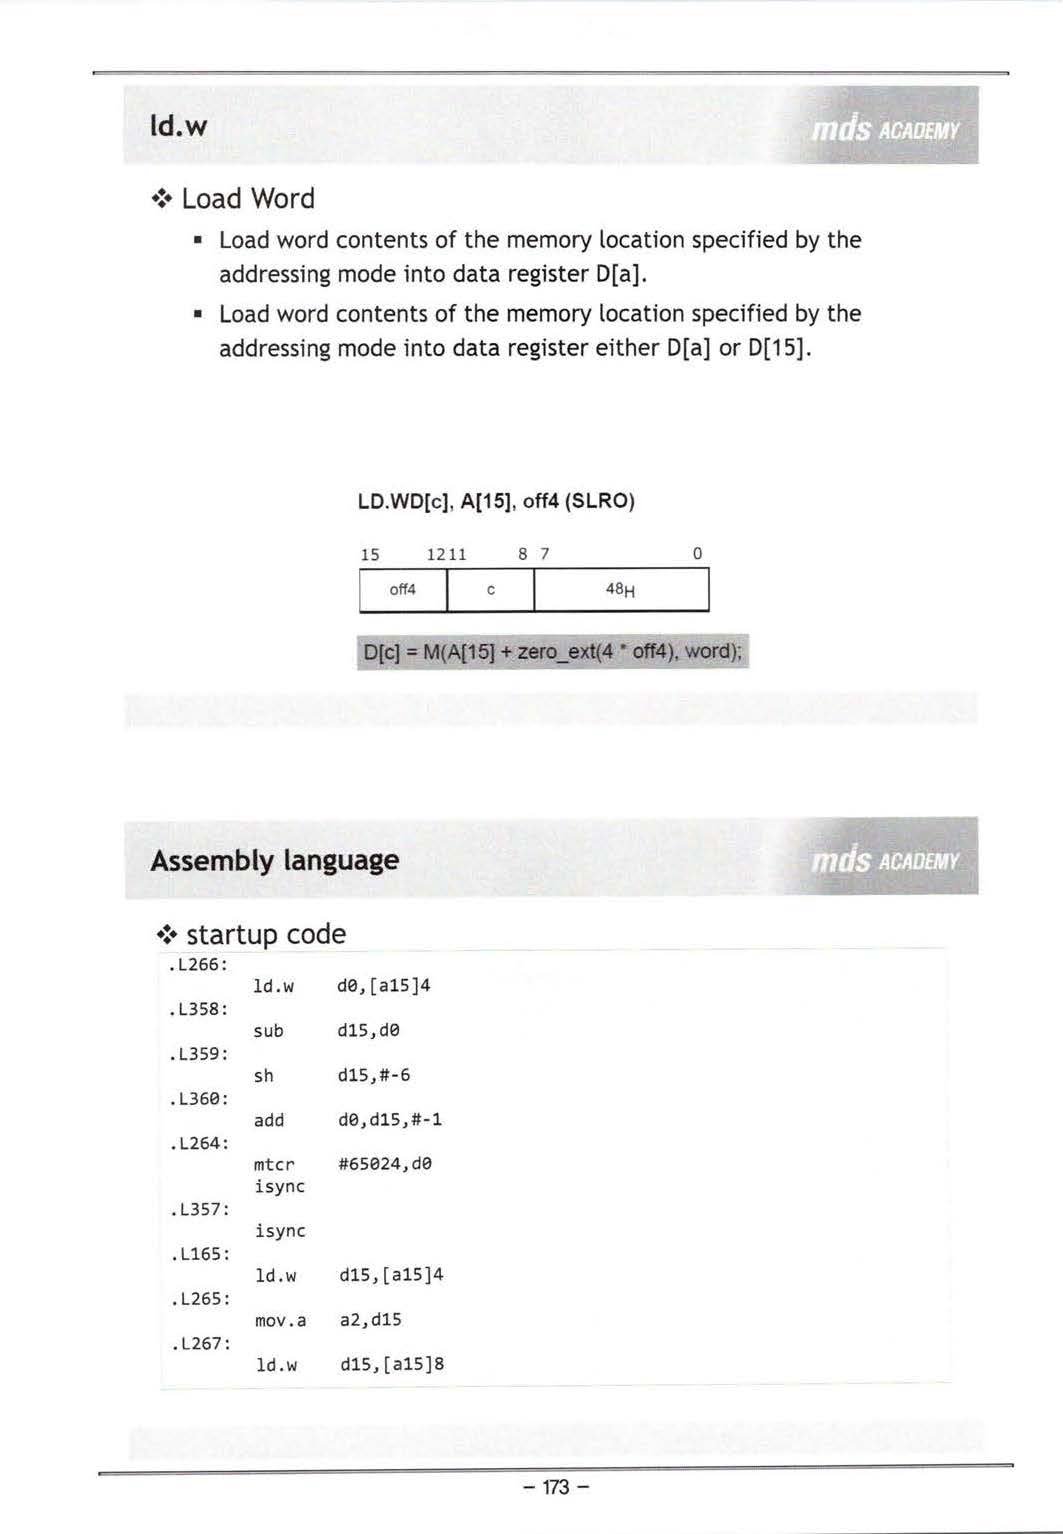 ld.w
mds ACADEMY
❖ Load Word
▪ Load word contents of the memory location specified by the
addressing mode into data register D[a].
▪ Load word contents of the memory location specified by the
addressing mode into data register either D[a] or D[15].
LD.WD[c], A[15], off4 (SLRO)
15 12 11 8 7 0
off4 c 48H
D[c] = M(A[15] + zero_ext(4 * off4), word);
Assembly language
mds ACADEMY
❖ startup code
.L266:
ld.w d0,[a15]4
.L358:
sub d15,d0
.L359:
sh d15,#-6
.L360:
add d0,d15,#-1
.L264:
mtcr #65024,d0
isync
.L357:
isync
.L165:
ld.w d15,[a15]4
.L265:
mov.a a2,d15
.L267:
ld.w d15,[a15]8
- 173 -